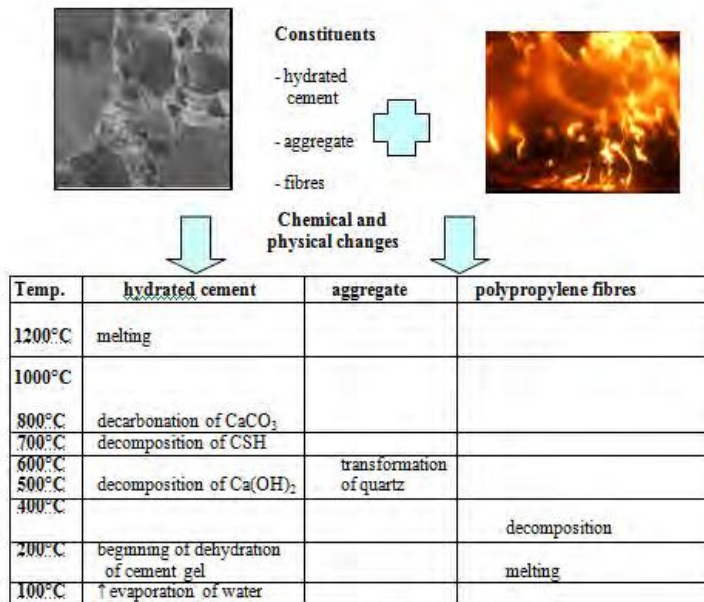 Constituents
- hydrated
cement
- aggregate
- fibres
Chemical and
physical changes
Temp. hydrated cement aggregate polypropylene fibres
1200°C melting
1000°C
800°C decarbonation of CaCO₃
700°C decomposition of CSH
600°C transformation
500°C decomposition of Ca(OH)₂ of quartz
400°C
decomposition
200°C beginning of dehydration
of cement gel melting
100°C ↑ evaporation of water